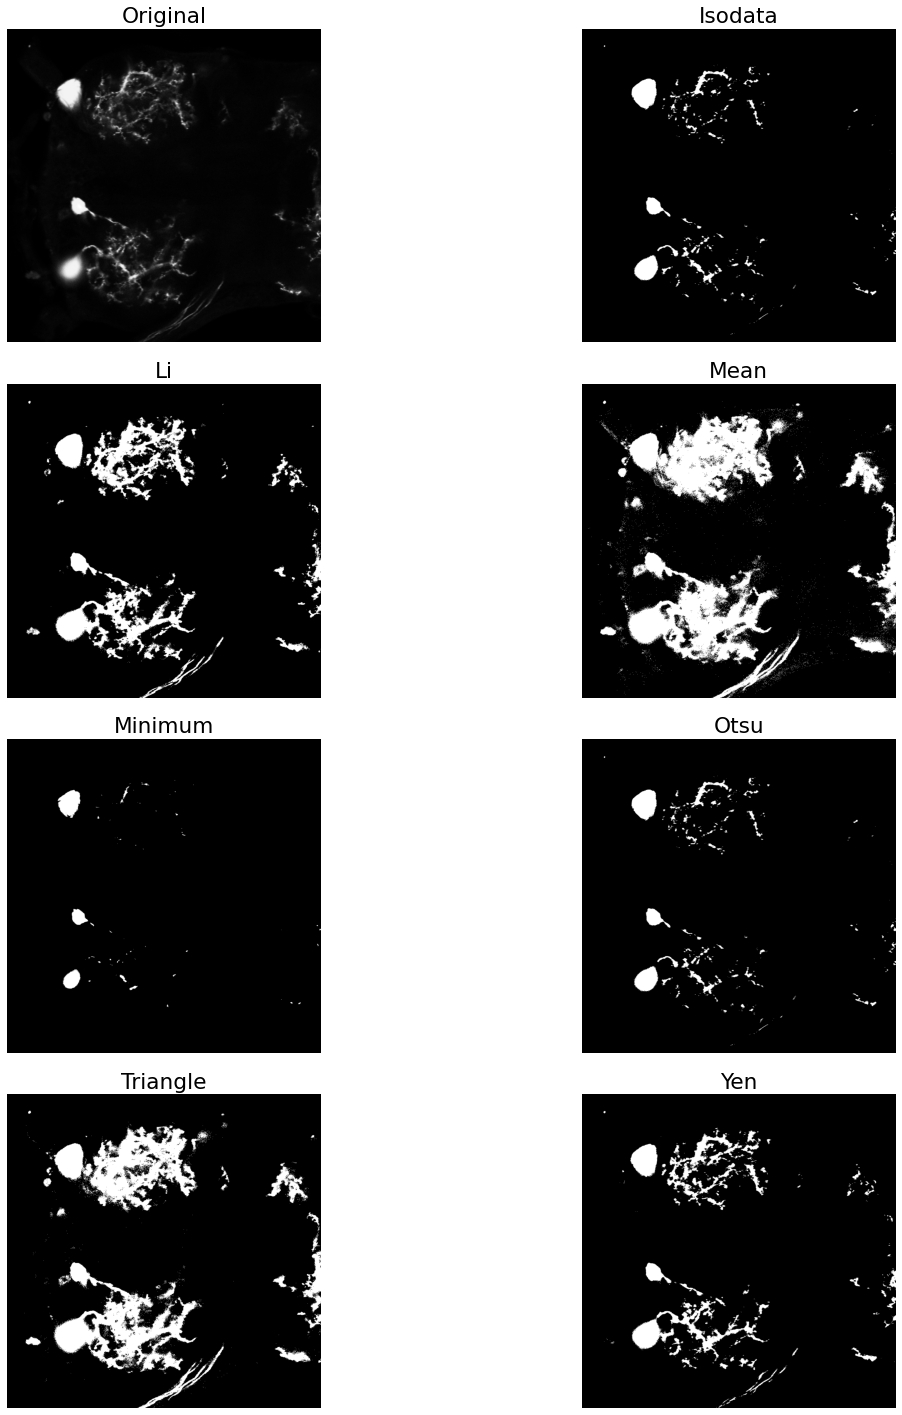 Original
Isodata
Li
Mean
Minimum
Otsu
Triangle
Yen